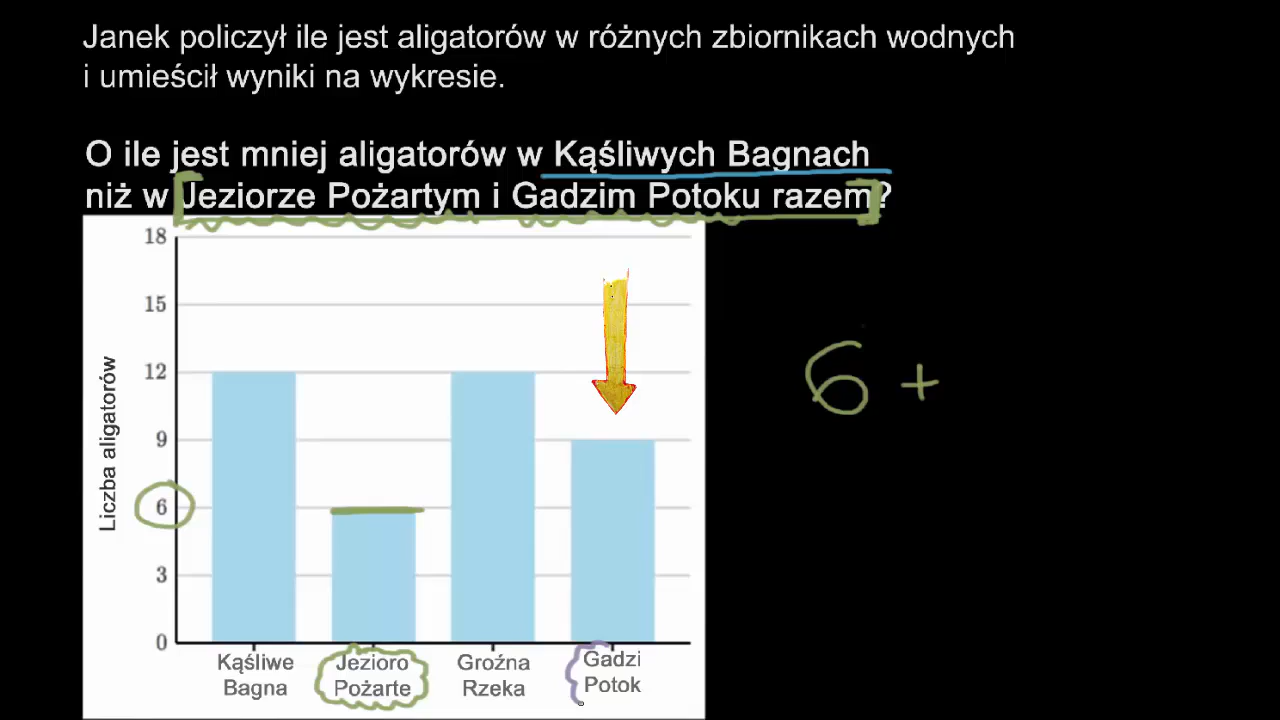 Janek policzył ile jest aligatorów w różnych zbiornikach wodnych
i umieścił wyniki na wykresie.
O ile jest mniej aligatorów w Kąśliwych Bagnach
niż w Jeziorze Pożartym i Gadzim Potoku razem?
18
15
12
9
6
3
0
Liczba aligatorów
6 +
Kąśliwe
Bagna
Jezioro
Pożarte
Groźna
Rzeka
Gadzi
Potok